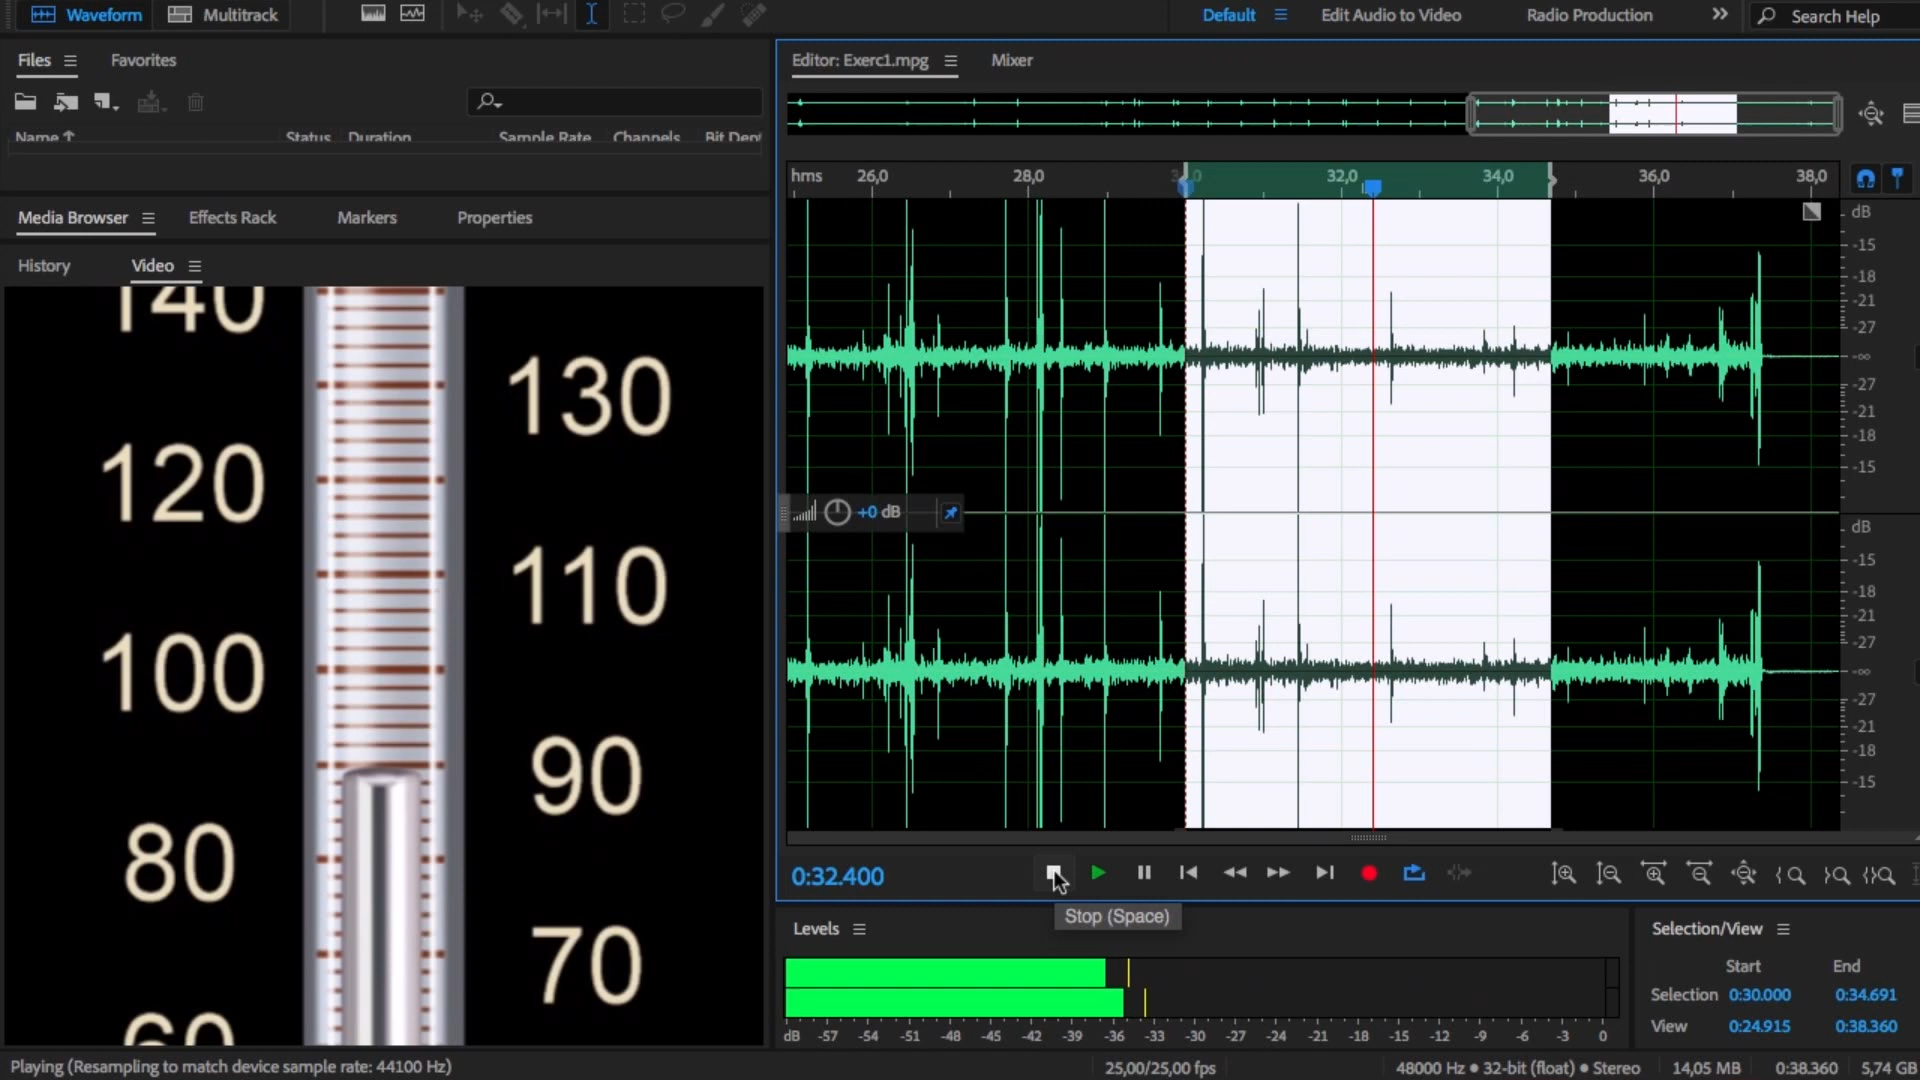 Waveform Multitrack Default Edit Audio to Video Radio Production Search Help
Files Favorites
Name Status Duration Sample Rate Channels Bit Dept
Media Browser Effects Rack Markers Properties
History Video
140
130
120
110
100
90
80
70
60
Editor: Exerc1.mpg Mixer
hms 26,0 28,0 32,0 34,0 36,0 38,0
dB
-15
-18
-21
-27
-∞
-27
-21
-18
-15
+0 dB
dB
-15
-18
-21
-27
-∞
-27
-21
-18
-15
0:32.400
Stop (Space)
Levels
dB -57 -54 -51 -48 -45 -42 -39 -36 -33 -30 -27 -24 -21 -18 -15 -12 -9 -6 -3 0
Selection/View
Start End
Selection 0:30.000 0:34.691
View 0:24.915 0:38.360
Playing (Resampling to match device sample rate: 44100 Hz) 25,00/25,00 fps 48000 Hz • 32-bit (float) • Stereo 14,05 MB 0:38.360 5,74 GB